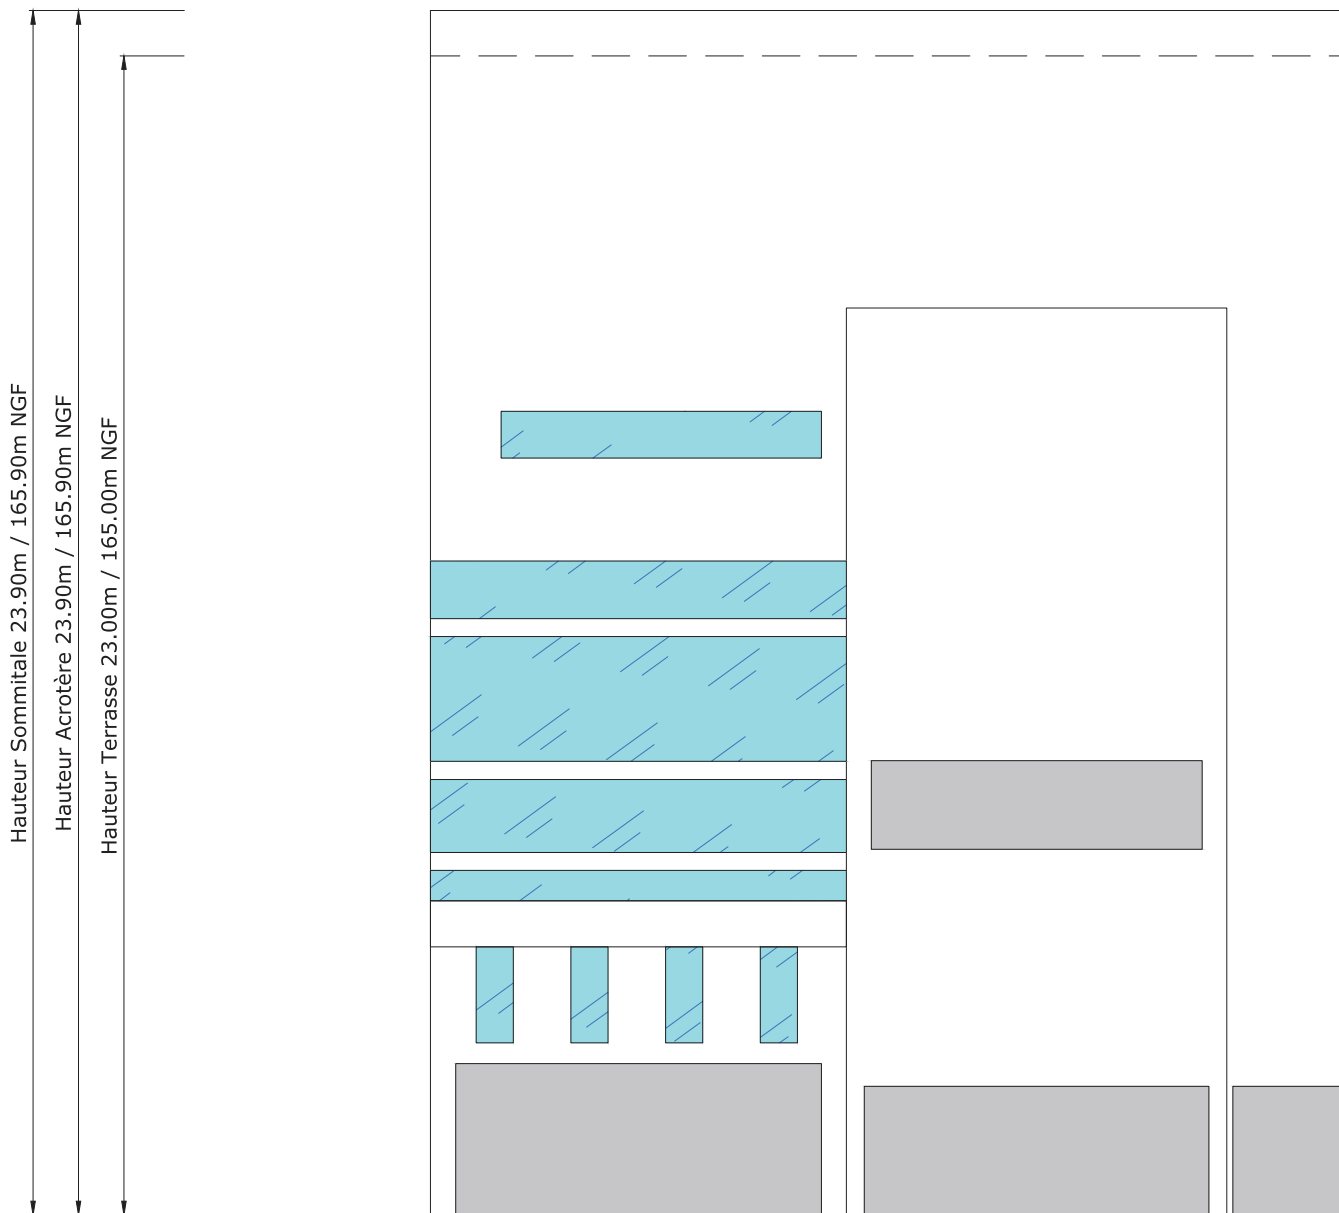 Hauteur Sommitale 23.90m / 165.90m NGF
Hauteur Acrotère 23.90m / 165.90m NGF
Hauteur Terrasse 23.00m / 165.00m NGF